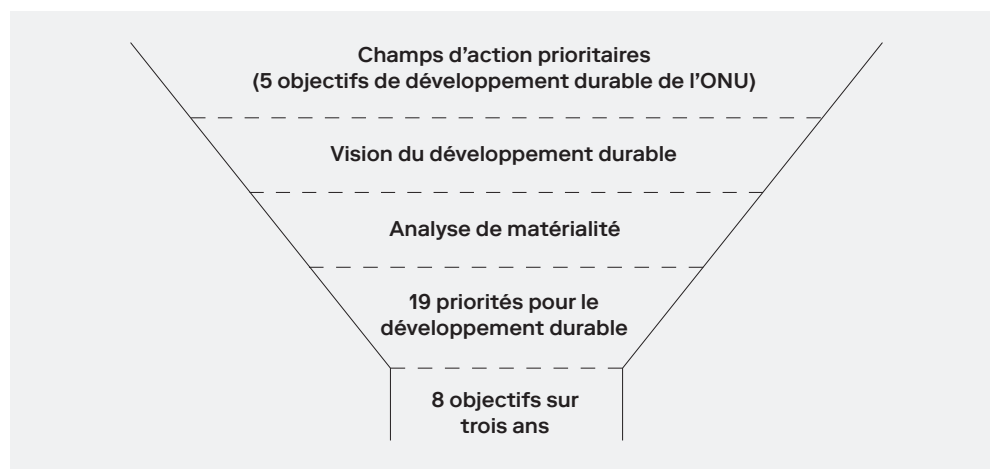 Champs d’action prioritaires
(5 objectifs de développement durable de l’ONU)
Vision du développement durable
Analyse de matérialité
19 priorités pour le
développement durable
8 objectifs sur
trois ans